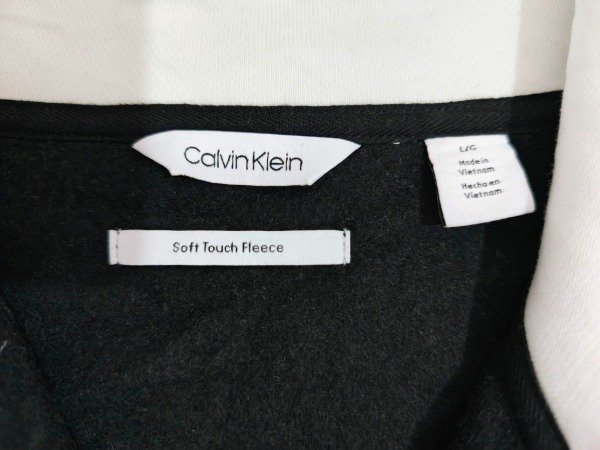 Calvin Klein
L/G
Made in
Vietnam
Hecho en
Vietnam
Soft Touch Fleece